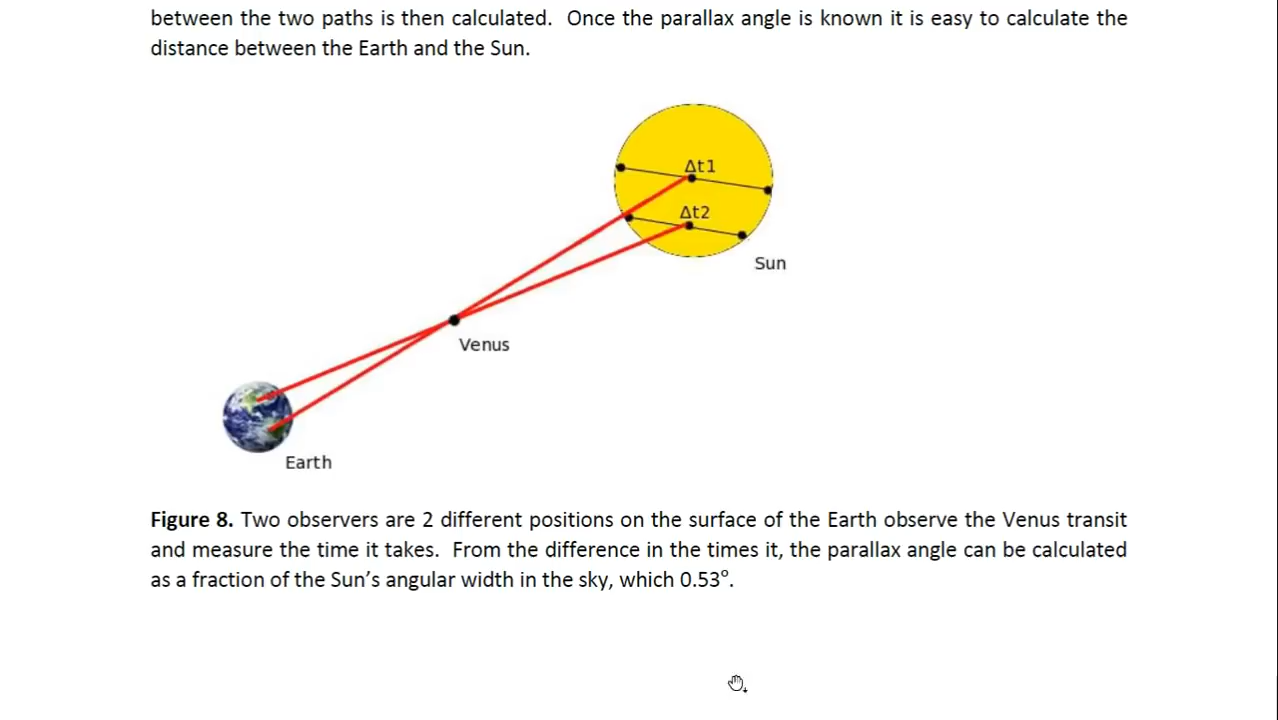 between the two paths is then calculated. Once the parallax angle is known it is easy to calculate the
distance between the Earth and the Sun.
Δt1
Δt2
Sun
Venus
Earth
Figure 8. Two observers are 2 different positions on the surface of the Earth observe the Venus transit
and measure the time it takes. From the difference in the times it, the parallax angle can be calculated
as a fraction of the Sun’s angular width in the sky, which 0.53°.